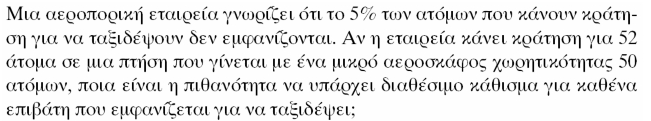 Μια αεροπορική εταιρεία γνωρίζει ότι το 5% των ατόμων που κάνουν κράτη-
ση για να ταξιδέψουν δεν εμφανίζονται. Αν η εταιρεία κάνει κράτηση για 52
άτομα σε μια πτήση που γίνεται με ένα μικρό αεροσκάφος χωρητικότητας 50
ατόμων, ποια είναι η πιθανότητα να υπάρχει διαθέσιμο κάθισμα για καθένα
επιβάτη που εμφανίζεται για να ταξιδέψει;